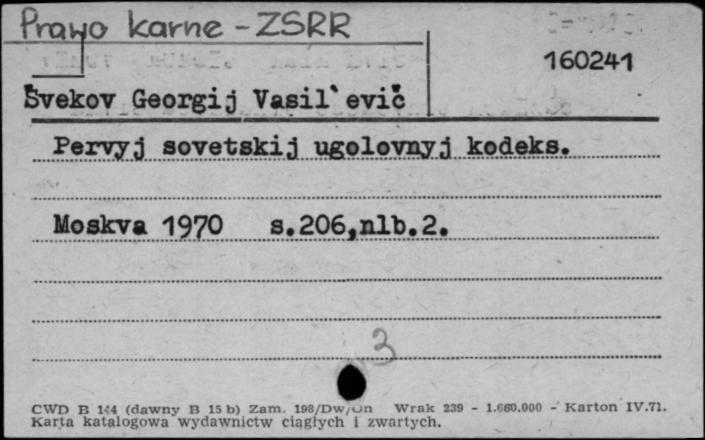 Prawo karne - ZSRR
160241
Švekov Georgij Vasil'evič
Pervyj sovetskij ugolovnyj kodeks.
Moskva 1970 s.206,nlb.2.
3
CWD B 144 (dawny B 15 b) Zam. 198/Dw/Un Wrak 239 - 1.660.000 - Karton IV.71.
Karta katalogowa wydawnictw ciągłych i zwartych.